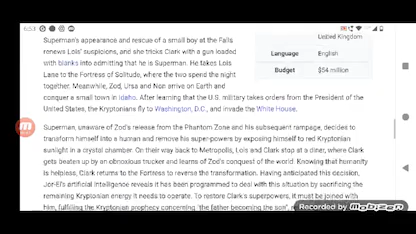 6:53
Superman's appearance and rescue of a small boy at the Falls
renews Lois' suspicions, and she tricks Clark with a gun loaded
with blanks into admitting that he is Superman. He takes Lois
Lane to the Fortress of Solitude, where the two spend the night
together. Meanwhile, Zod, Ursa and Non arrive on Earth and
conquer a small town in Idaho. After learning that the U.S. military takes orders from the President of
the United States, the Kryptonians fly to Washington, D.C., and invade the White House.
United Kingdom
Language English
Budget $54 million
Superman, unaware of Zod's release from the Phantom Zone and his subsequent rampage, decides
to transform himself into a human and remove his superpowers by exposing himself to red Kryptonian
sunlight in a crystal chamber. On their way back to Metropolis, Lois and Clark stop at a diner, where Clark
gets beaten up by an obnoxious trucker and learns of Zod's conquest of the world. Knowing that humanity
is helpless, Clark returns to the Fortress to reverse the transformation. Having anticipated this decision,
Jor-El's artificial intelligence reveals it has been programmed to deal with this situation by sacrificing the
remaining Kryptonian energy it needs to operate. To restore Clark's superpowers, it must be joined with
him, fulfilling the Kryptonian prophecy concerning "the father becoming the son",
Recorded by Mobizen